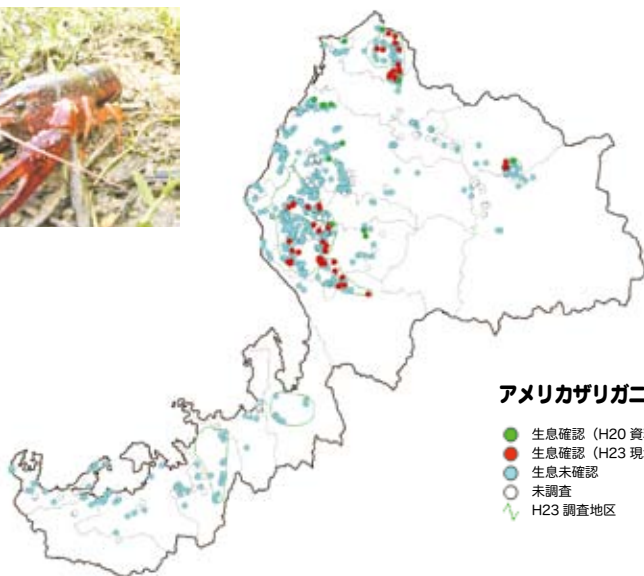 アメリカザリガニ
生息確認（H20 資
生息確認（H23 現
生息未確認
未調査
H23 調査地区